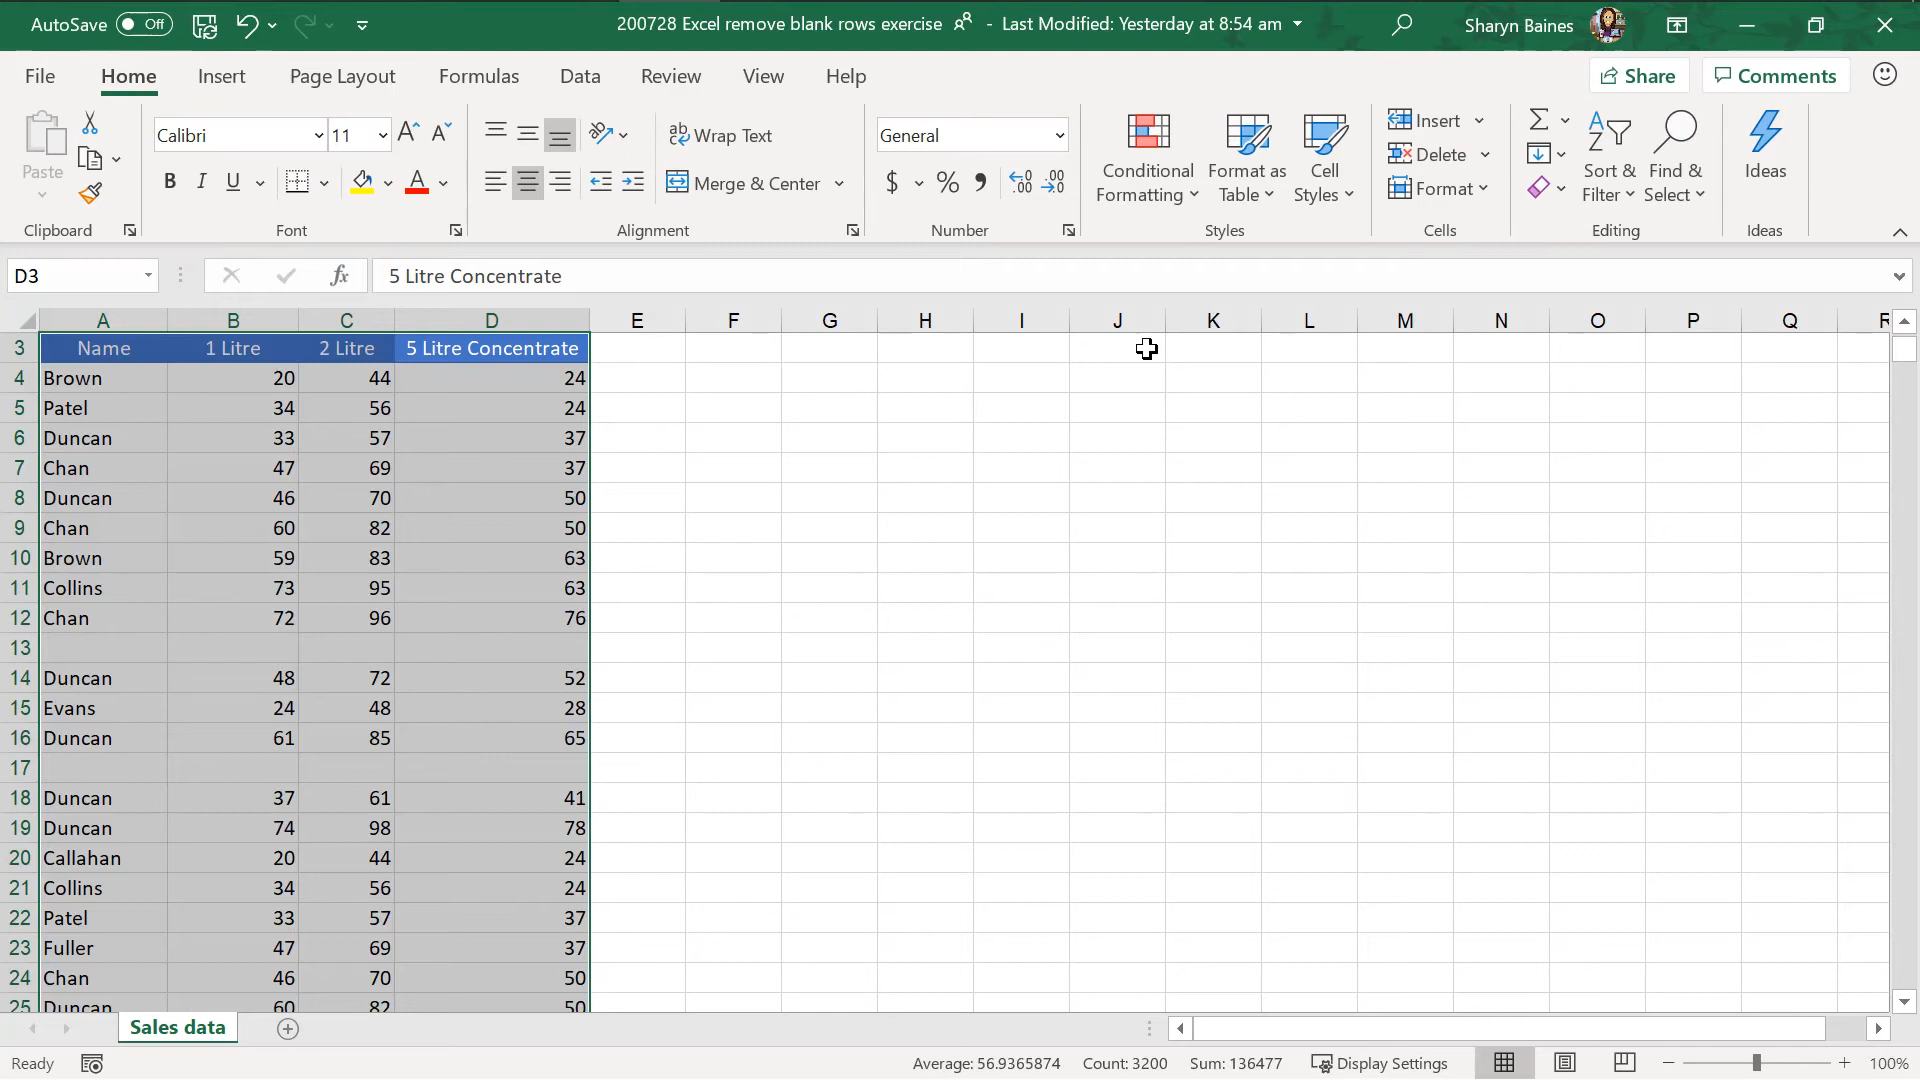 AutoSave Off 200728 Excel remove blank rows exercise - Last Modified: Yesterday at 8:54 am Sharyn Baines
File Home Insert Page Layout Formulas Data Review View Help Share Comments
Calibri 11 ab Wrap Text General Insert
Paste Conditional Formatting Format as Table Cell Styles Delete Sort & Filter Find & Select Ideas
B I U A Merge & Center $ % Format
Clipboard Font Alignment Number Styles Cells Editing Ideas
D3 fx 5 Litre Concentrate
A B C D E F G H I J K L M N O P Q R
3 Name 1 Litre 2 Litre 5 Litre Concentrate
4 Brown 20 44 24
5 Patel 34 56 24
6 Duncan 33 57 37
7 Chan 47 69 37
8 Duncan 46 70 50
9 Chan 60 82 50
10 Brown 59 83 63
11 Collins 73 95 63
12 Chan 72 96 76
13
14 Duncan 48 72 52
15 Evans 24 48 28
16 Duncan 61 85 65
17
18 Duncan 37 61 41
19 Duncan 74 98 78
20 Callahan 20 44 24
21 Collins 34 56 24
22 Patel 33 57 37
23 Fuller 47 69 37
24 Chan 46 70 50
25 Duncan 60 82 50
Sales data
Ready Average: 56.9365874 Count: 3200 Sum: 136477 Display Settings 100%